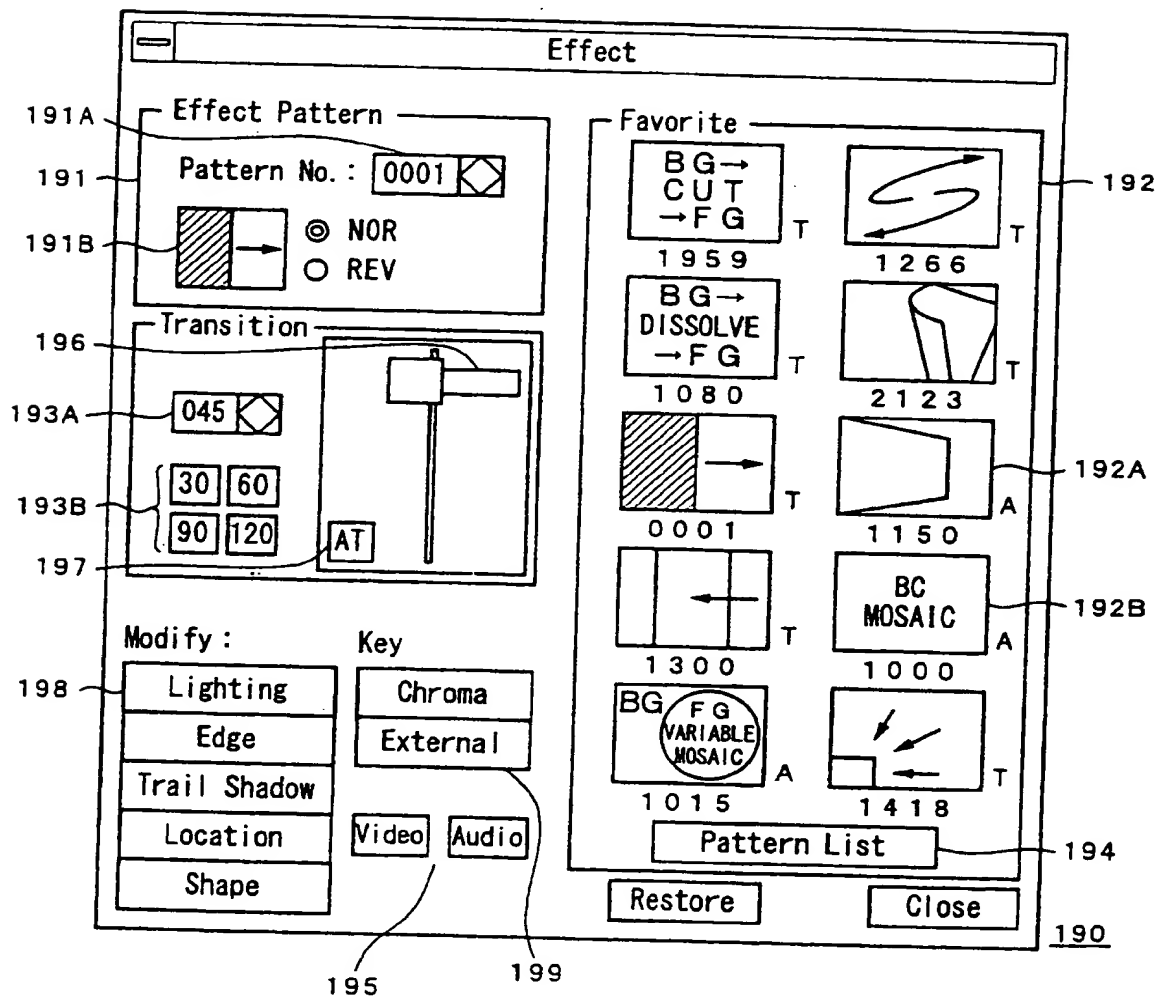 Effect
191A
Effect Pattern
191
Pattern No. :
0001
191B
NOR
REV
Transition
196
193A
045
193B
30
60
90
120
197
AT
Modify :
198
Lighting
Edge
Trail Shadow
Location
Shape
Key
Chroma
External
Video
Audio
195
199
Favorite
192
BG→
CUT
→FG
T
1959
T
1266
BG→
DISSOLVE
→FG
T
1080
T
2123
T
0001
A
1150
192A
T
1300
BC
MOSAIC
A
1000
192B
BG
FG
VARIABLE
MOSAIC
A
1015
T
1418
Pattern List
194
Restore
Close
190